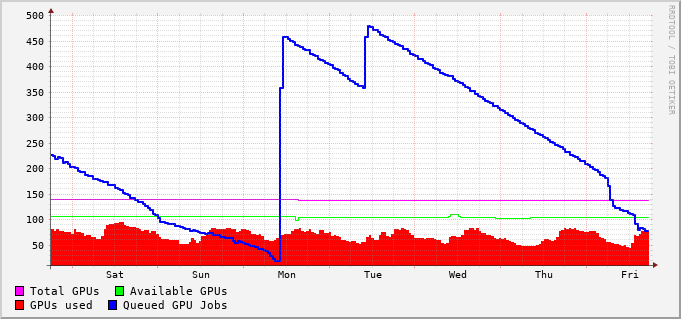 500
450
400
350
300
250
200
150
100
50
Sat Sun Mon Tue Wed Thu Fri
Total GPUs Available GPUs
GPUs used Queued GPU Jobs
RRDTOOL / TOBI OETIKER